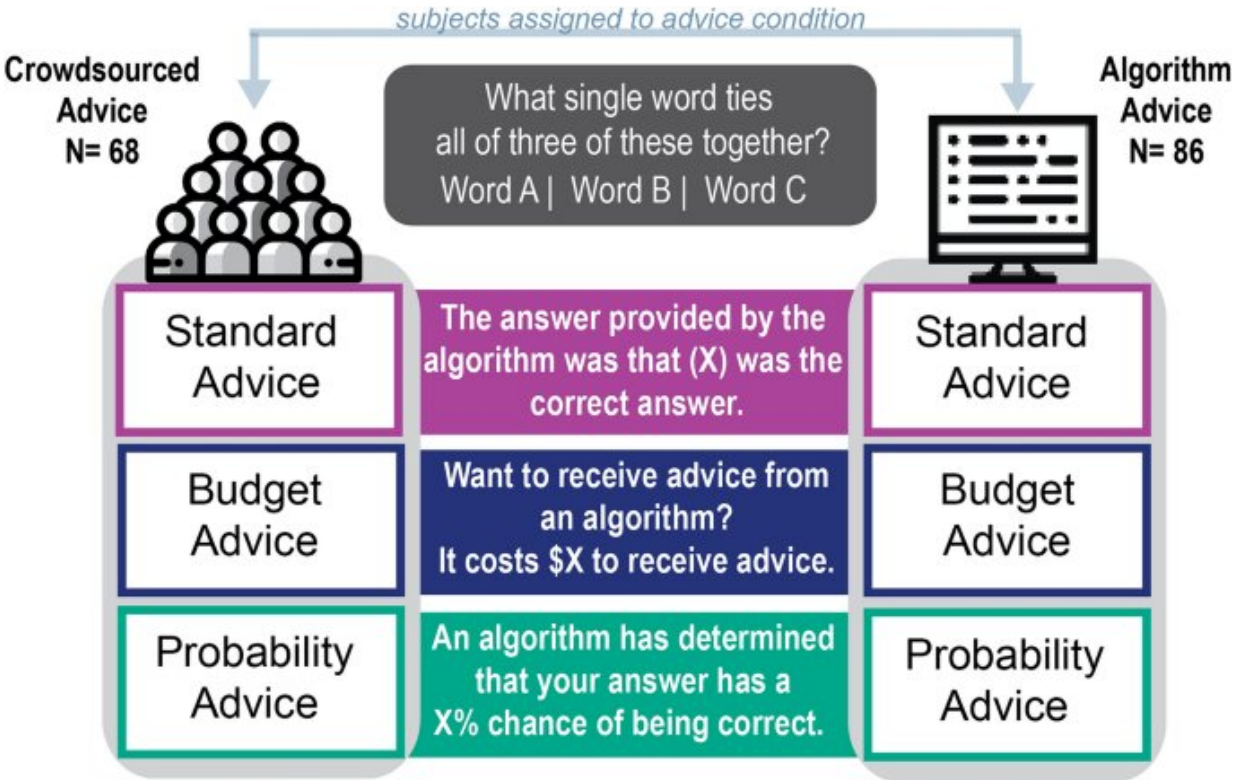 subjects assigned to advice condition
Crowdsourced
Advice
N= 68
What single word ties
all of three of these together?
Word A | Word B | Word C
Algorithm
Advice
N= 86
Standard
Advice
The answer provided by the
algorithm was that (X) was the
correct answer.
Standard
Advice
Budget
Advice
Want to receive advice from
an algorithm?
It costs $X to receive advice.
Budget
Advice
Probability
Advice
An algorithm has determined
that your answer has a
X% chance of being correct.
Probability
Advice